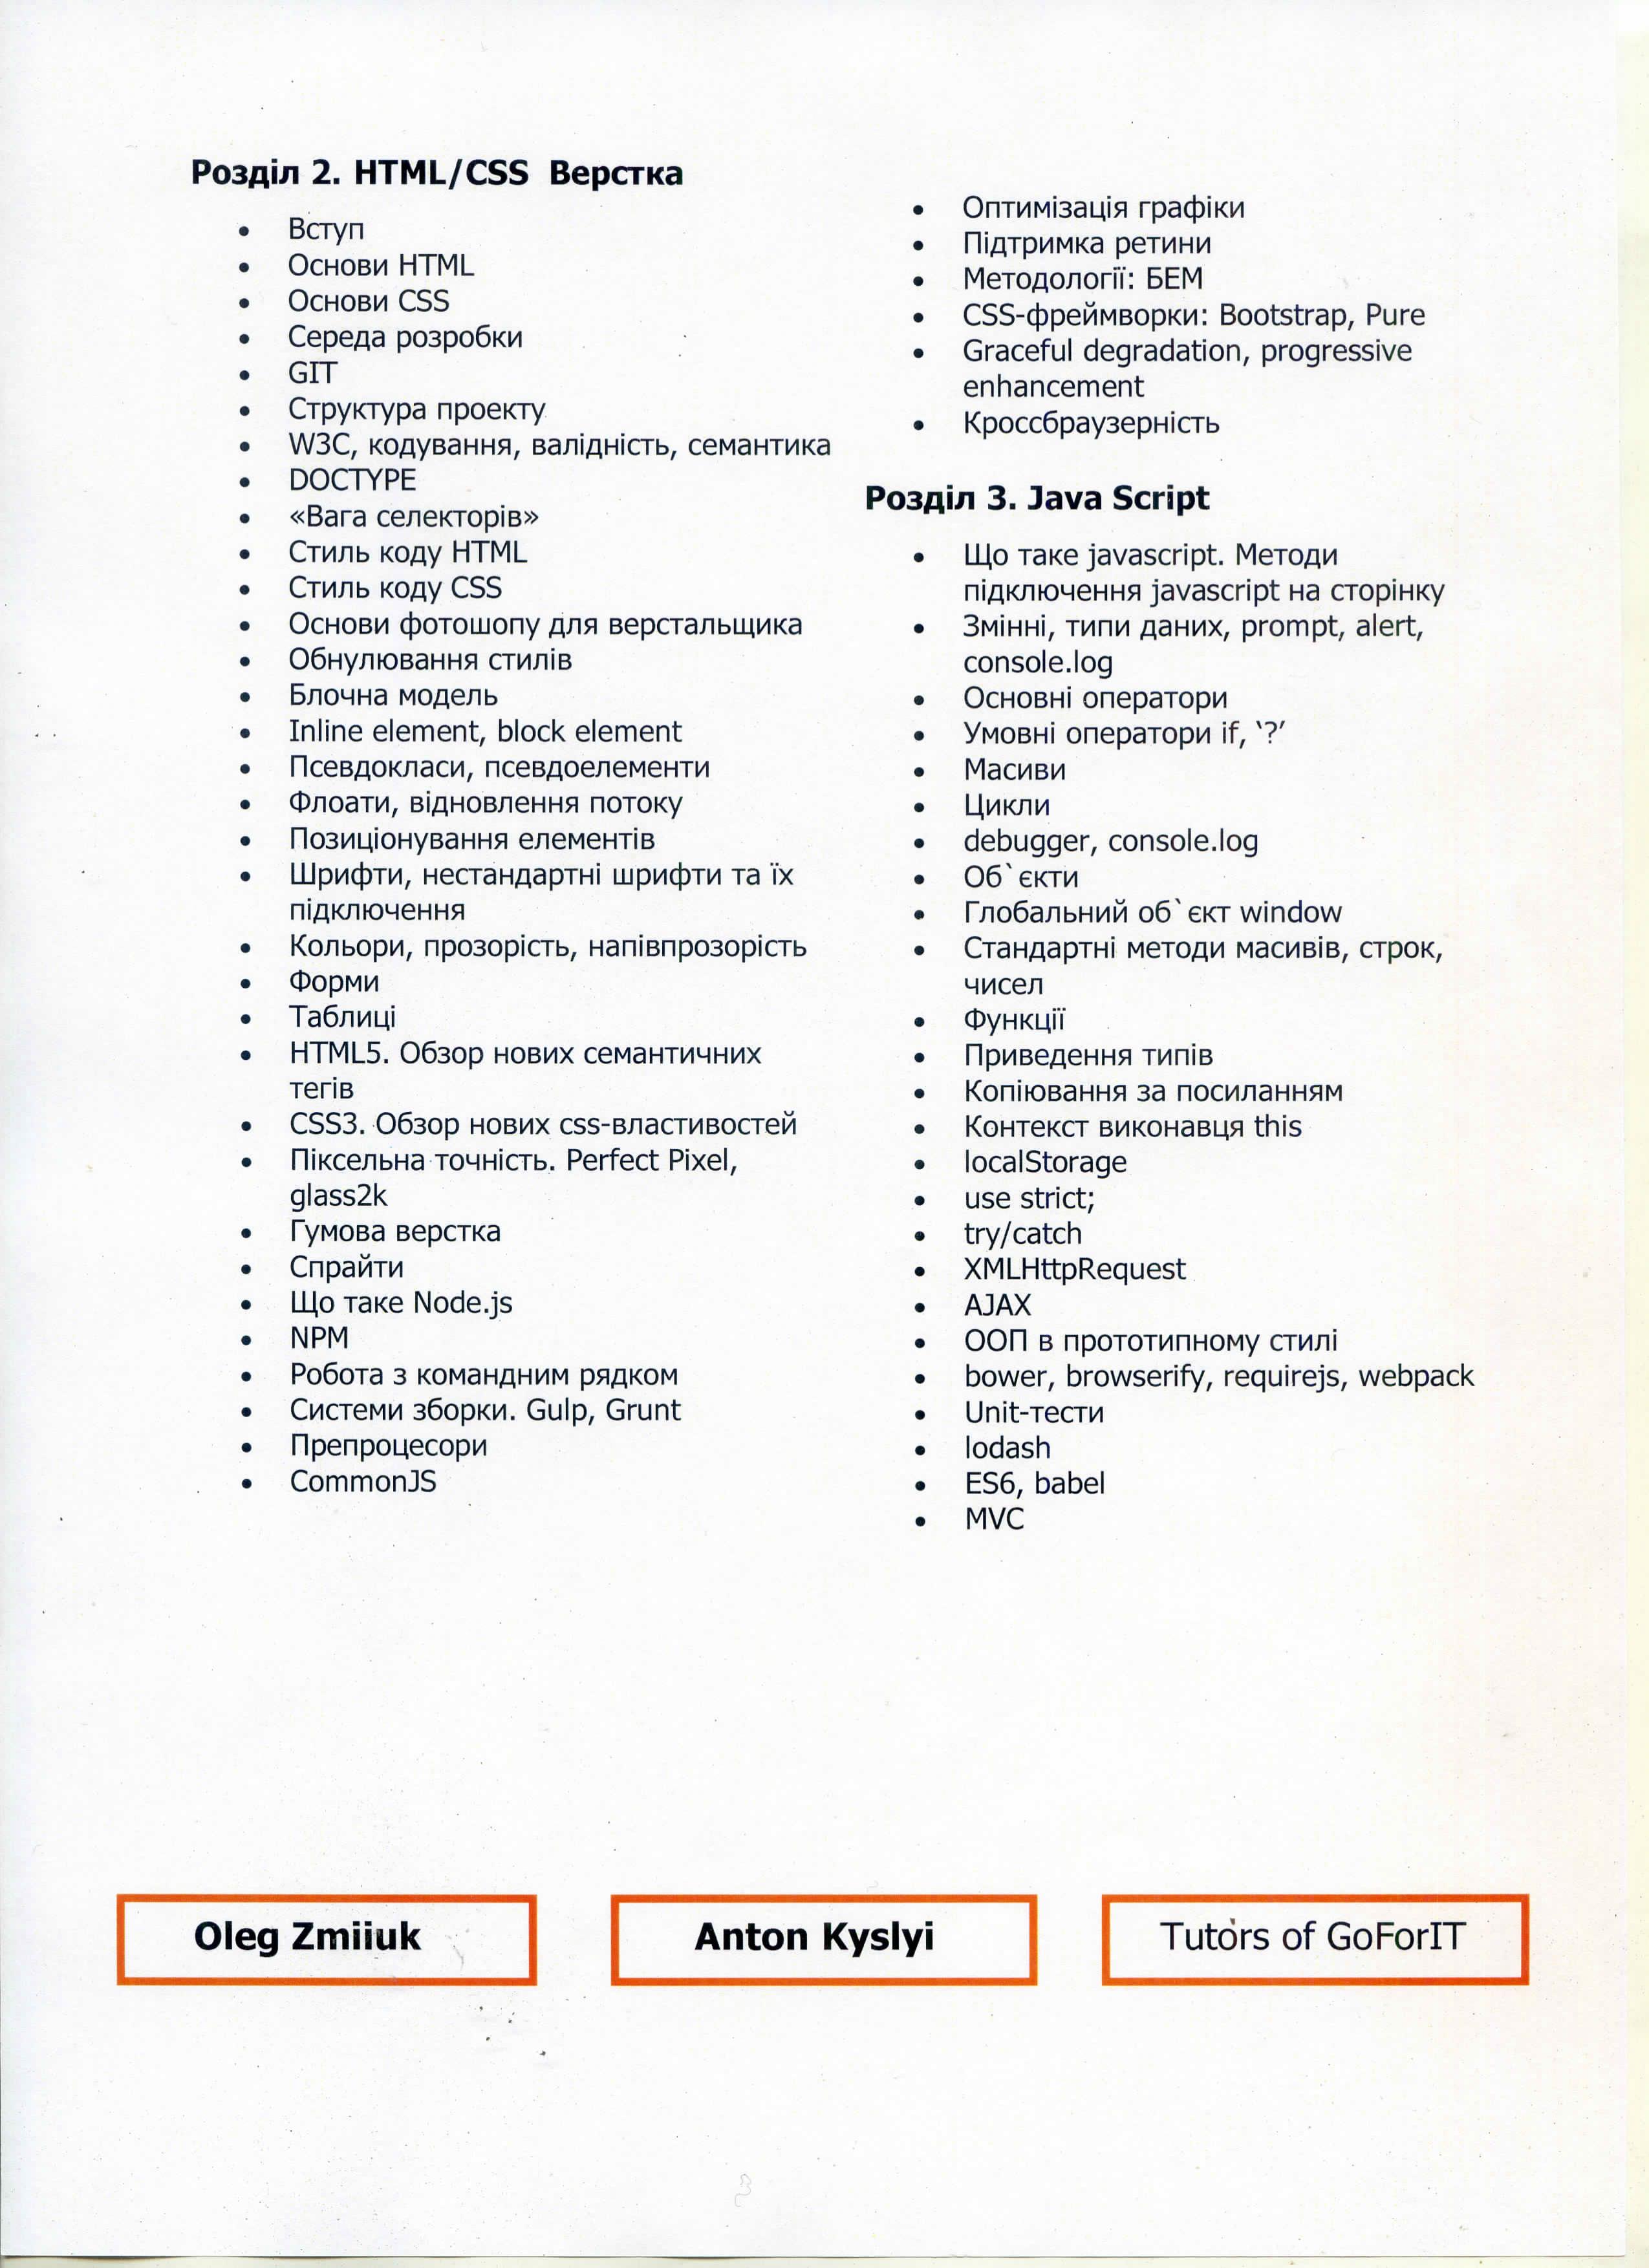 Розділ 2. HTML/CSS Верстка
• Вступ
• Основи HTML
• Основи CSS
• Середа розробки
• GIT
• Структура проекту
• W3C, кодування, валідність, семантика
• DOCTYPE
• «Вага селекторів»
• Стиль коду HTML
• Стиль коду CSS
• Основи фотошопу для верстальщика
• Обнулювання стилів
• Блочна модель
• Inline element, block element
• Псевдокласи, псевдоелементи
• Флоати, відновлення потоку
• Позиціонування елементів
• Шрифти, нестандартні шрифти та їх
підключення
• Кольори, прозорість, напівпрозорість
• Форми
• Таблиці
• HTML5. Обзор нових семантичних
тегів
• CSS3. Обзор нових css-властивостей
• Піксельна точність. Perfect Pixel,
glass2k
• Гумова верстка
• Спрайти
• Що таке Node.js
• NPM
• Робота з командним рядком
• Системи зборки. Gulp, Grunt
• Препроцесори
• CommonJS
• Оптимізація графіки
• Підтримка ретини
• Методології: БЕМ
• CSS-фреймворки: Bootstrap, Pure
• Graceful degradation, progressive
enhancement
• Кроссбраузерність
Розділ 3. Java Script
• Що таке javascript. Методи
підключення javascript на сторінку
• Змінні, типи даних, prompt, alert,
console.log
• Основні оператори
• Умовні оператори if, ‘?’
• Масиви
• Цикли
• debugger, console.log
• Об`єкти
• Глобальний об`єкт window
• Стандартні методи масивів, строк,
чисел
• Функції
• Приведення типів
• Копіювання за посиланням
• Контекст виконавця this
• localStorage
• use strict;
• try/catch
• XMLHttpRequest
• AJAX
• ООП в прототипному стилі
• bower, browserify, requirejs, webpack
• Unit-тести
• lodash
• ES6, babel
• MVC
Oleg Zmiiuk
Anton Kyslyi
Tutors of GoForIT